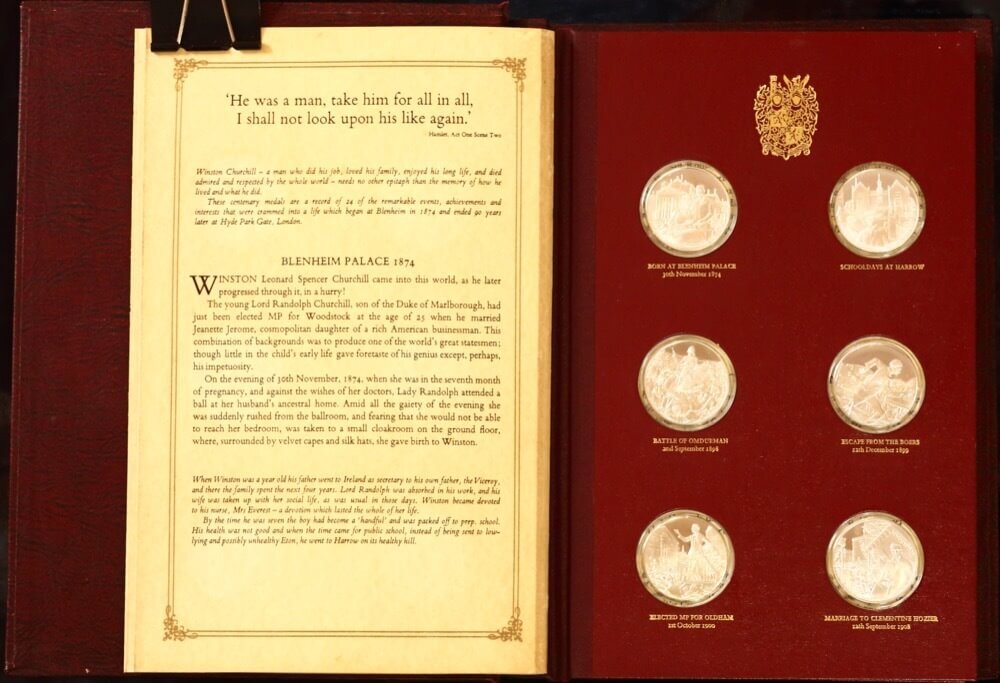 'He was a man, take him for all in all,
I shall not look upon his like again.'
Hamlet, Act One Scene Two
Winston Churchill – a man who did his job, loved his family, enjoyed his long life, and died
admired and respected by the whole world – needs no other epitaph than the memory of how he
lived and what he did.
These centenary medals are a record of 24 of the remarkable events, achievements and
interests that were crammed into a life which began at Blenheim in 1874 and ended 90 years
later at Hyde Park Gate, London.
BLENHEIM PALACE 1874
WINSTON Leonard Spencer Churchill came into this world, as he later
progressed through it, in a hurry!
The young Lord Randolph Churchill, son of the Duke of Marlborough, had
just been elected MP for Woodstock at the age of 25 when he married
Jeanette Jerome, cosmopolitan daughter of a rich American businessman. This
combination of backgrounds was to produce one of the world's great statesmen;
though little in the child's early life gave foretaste of his genius except, perhaps,
his impetuosity.
On the evening of 30th November, 1874, when she was in the seventh month
of pregnancy, and against the wishes of her doctors, Lady Randolph attended a
ball at her husband's ancestral home. Amid all the gaiety of the evening she
was suddenly rushed from the ballroom, and fearing that she would not be able
to reach her bedroom, was taken to a small cloakroom on the ground floor,
where, surrounded by velvet capes and silk hats, she gave birth to Winston.
When Winston was a year old his father went to Ireland as secretary to his own father, the Viceroy,
and there the family spent the next four years. Lord Randolph was absorbed in his work, and his
wife was taken up with her social life, as was usual in those days. Winston became devoted
to his nurse, Mrs Everest – a devotion which lasted the whole of her life.
By the time he was seven the boy had become a 'handful' and was packed off to prep. school.
His health was not good and when the time came for public school, instead of being sent to low-
lying and possibly unhealthy Eton, he went to Harrow on its healthy hill.
BORN AT BLENHEIM PALACE
30th November 1874
SCHOOLDAYS AT HARROW
BATTLE OF OMDURMAN
2nd September 1898
ESCAPE FROM THE BOERS
12th December 1899
ELECTED MP FOR OLDHAM
1st October 1900
MARRIAGE TO CLEMENTINE HOZIER
12th September 1908